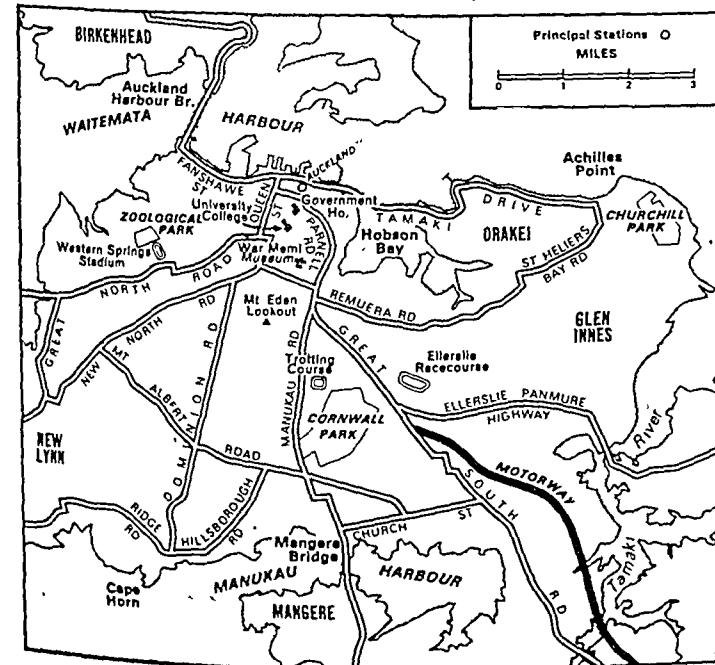 BIRKENHEAD
Principal Stations O
MILES
0 1 2 3
Auckland
Harbour Br.
WAITEMATA
HARBOUR
"AUCKLAND"
FANSHAWE
ST
QUEEN
ST
University
College
Government
Ho.
Achilles
Point
TAMAKI
DRIVE
CHURCHILL
PARK
ZOOLOGICAL
PARK
Hobson
Bay
ORAKEI
PARNELL
RD
Western Springs
Stadium
War Meml
Museum
ST HELIERS
BAY RD
GREAT
NORTH
ROAD
REMUERA RD
Mt Eden
Lookout
NEW
NORTH
RD
GREAT
GLEN
INNES
Trotting
Course
Ellerslie
Racecourse
MT
ALBERT
ROAD
DOMINION RD
MANUKAU RD
ELLERSLIE PANMURE
HIGHWAY
CORNWALL
PARK
River
NEW
LYNN
MOTORWAY
SOUTH
RD
RIDGE
RD
HILLSBOROUGH
RD
CHURCH
ST
Mangere
Bridge
Cape
Horn
MANUKAU
HARBOUR
Tamaki
MANGERE